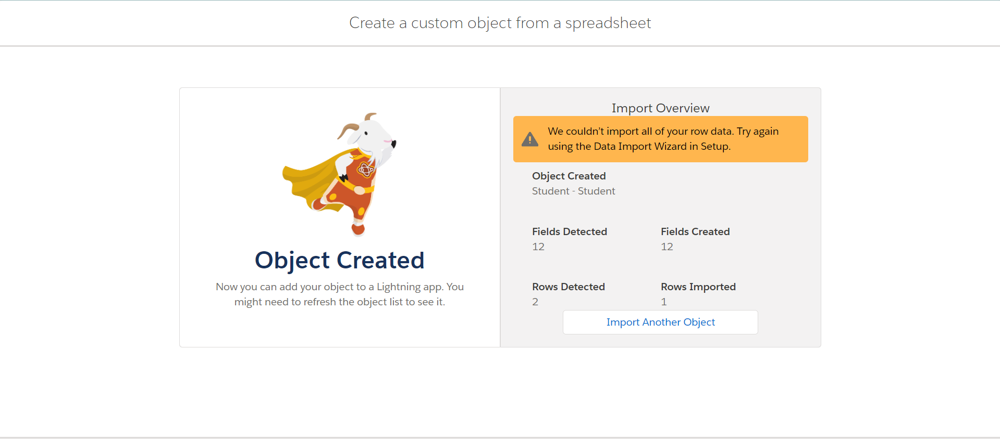 Create a custom object from a spreadsheet
Object Created
Now you can add your object to a Lightning app. You
might need to refresh the object list to see it.
Import Overview
We couldn’t import all of your row data. Try again
using the Data Import Wizard in Setup.
Object Created
Student - Student
Fields Detected
12
Fields Created
12
Rows Detected
2
Rows Imported
1
Import Another Object